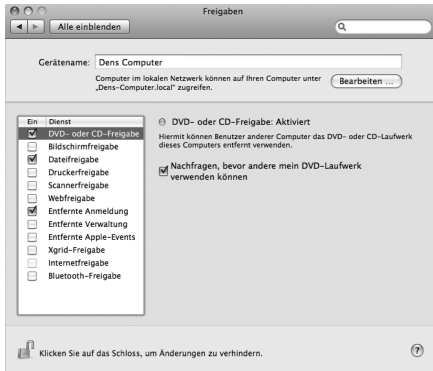 Freigaben
Alle einblenden
Gerätename: Dens Computer
Computer im lokalen Netzwerk können auf Ihren Computer unter
„Dens-Computer.local“ zugreifen.
Bearbeiten ...
Ein Dienst
DVD- oder CD-Freigabe
Bildschirmfreigabe
Dateifreigabe
Druckerfreigabe
Scannerfreigabe
Webfreigabe
Entfernte Anmeldung
Entfernte Verwaltung
Entfernte Apple-Events
Xgrid-Freigabe
Internetfreigabe
Bluetooth-Freigabe
DVD- oder CD-Freigabe: Aktiviert
Hiermit können Benutzer anderer Computer das DVD- oder CD-Laufwerk
dieses Computers entfernt verwenden.
Nachfragen, bevor andere mein DVD-Laufwerk
verwenden können
Klicken Sie auf das Schloss, um Änderungen zu verhindern.
?